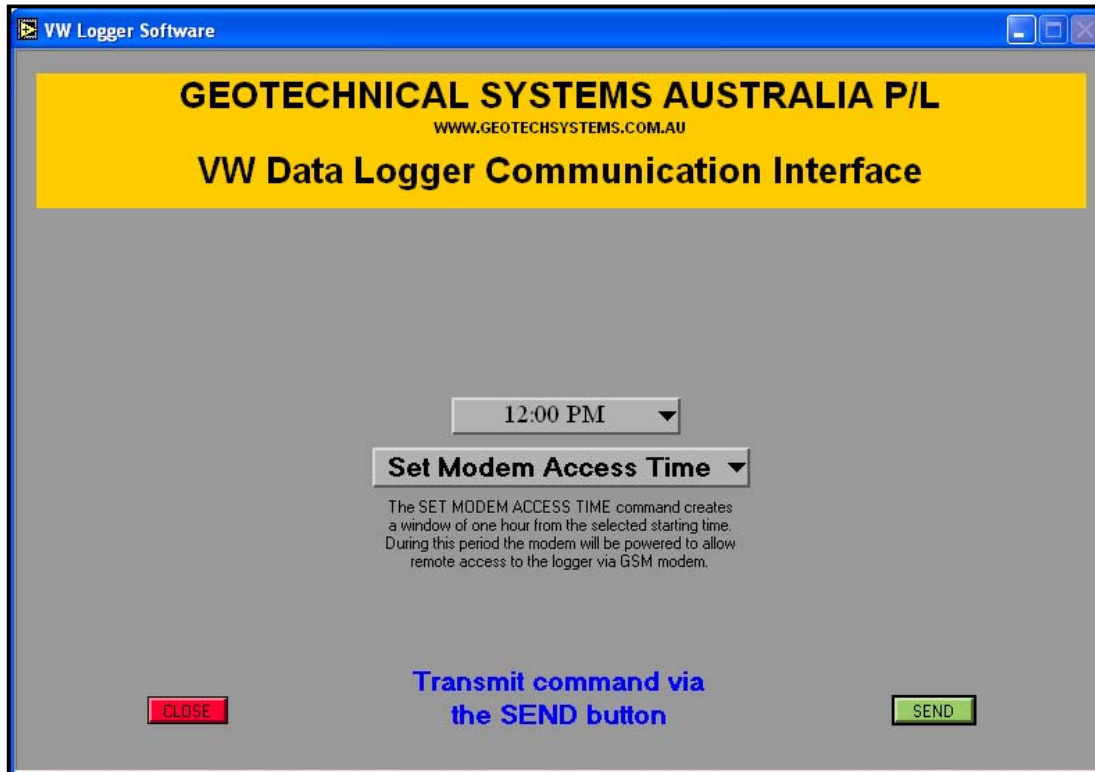 VW Logger Software
GEOTECHNICAL SYSTEMS AUSTRALIA P/L
WWW.GEOTECHSYSTEMS.COM.AU
VW Data Logger Communication Interface
12:00 PM
Set Modem Access Time
The SET MODEM ACCESS TIME command creates
a window of one hour from the selected starting time.
During this period the modem will be powered to allow
remote access to the logger via GSM modem.
Transmit command via
the SEND button
CLOSE
SEND